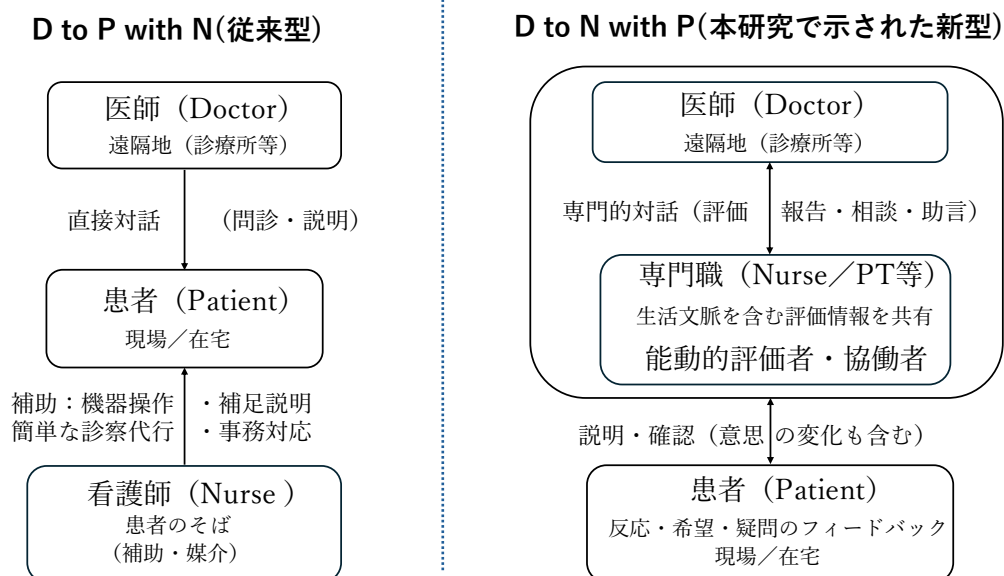 D to P with N(従来型)
医師（Doctor）
遠隔地（診療所等）
直接対話 （問診・説明）
患者（Patient）
現場／在宅
補助：機器操作 ・補足説明
簡単な診察代行 ・事務対応
看護師（Nurse ）
患者のそば
（補助・媒介）
D to N with P(本研究で示された新型)
医師（Doctor）
遠隔地（診療所等）
専門的対話（評価 報告・相談・助言）
専門職（Nurse／PT等）
生活文脈を含む評価情報を共有
能動的評価者・協働者
説明・確認（意思の変化も含む）
患者（Patient）
反応・希望・疑問のフィードバック
現場／在宅